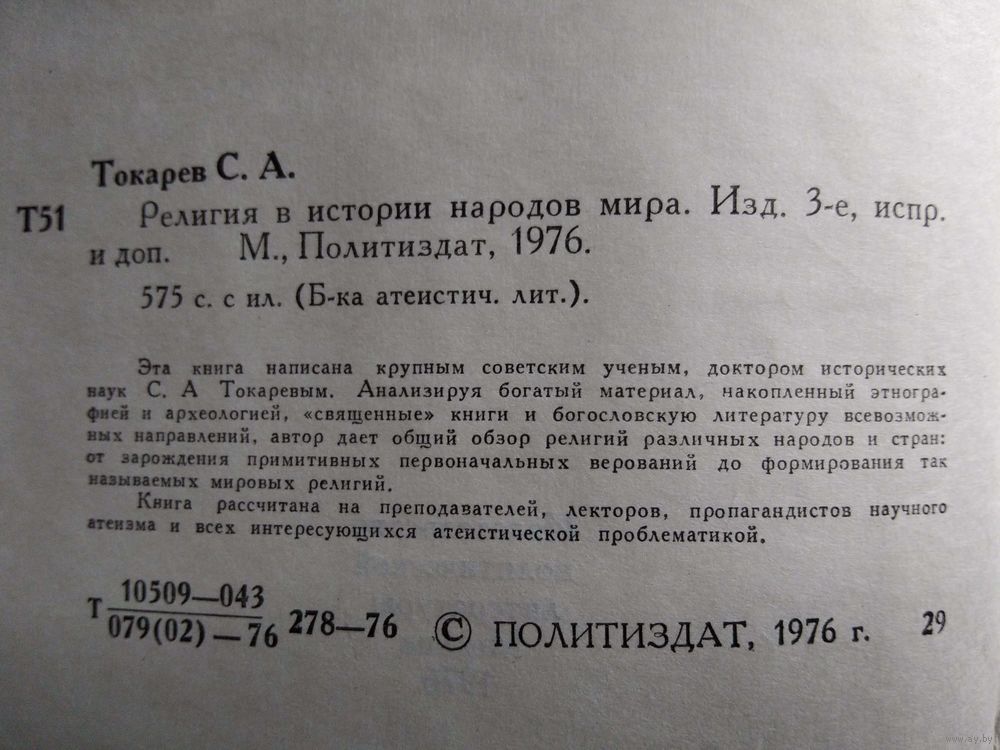 Токарев С. А.
Т51 Религия в истории народов мира. Изд. 3-е, испр.
и доп. М., Политиздат, 1976.
575 с. с ил. (Б-ка атеистич. лит.).
Эта книга написана крупным советским ученым, доктором исторических
наук С. А Токаревым. Анализируя богатый материал, накопленный этногра-
фией и археологией, «священные» книги и богословскую литературу всевозмож-
ных направлений, автор дает общий обзор религий различных народов и стран:
от зарождения примитивных первоначальных верований до формирования так
называемых мировых религий.
Книга рассчитана на преподавателей, лекторов, пропагандистов научного
атеизма и всех интересующихся атеистической проблематикой.
Т 10509—043
079(02)—76 278—76 © ПОЛИТИЗДАТ, 1976 г. 29
www.ay.by